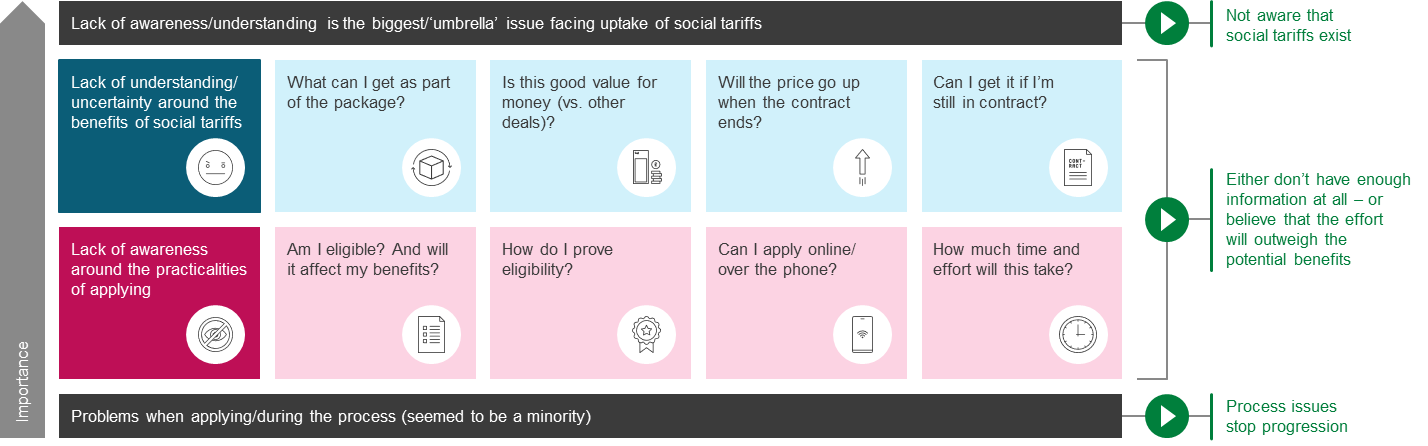 Lack of awareness/understanding is the biggest/‘umbrella’ issue facing uptake of social tariffs
Not aware that
social tariffs exist
Lack of understanding/
uncertainty around the
benefits of social tariffs
What can I get as part
of the package?
Is this good value for
money (vs. other
deals)?
Will the price go up
when the contract
ends?
Can I get it if I’m
still in contract?
CONT-
RACT
Either don’t have enough
information at all – or
believe that the effort
will outweigh the
potential benefits
Lack of awareness
around the practicalities
of applying
Am I eligible? And will
it affect my benefits?
How do I prove
eligibility?
Can I apply online/
over the phone?
How much time and
effort will this take?
Importance
Problems when applying/during the process (seemed to be a minority)
Process issues
stop progression